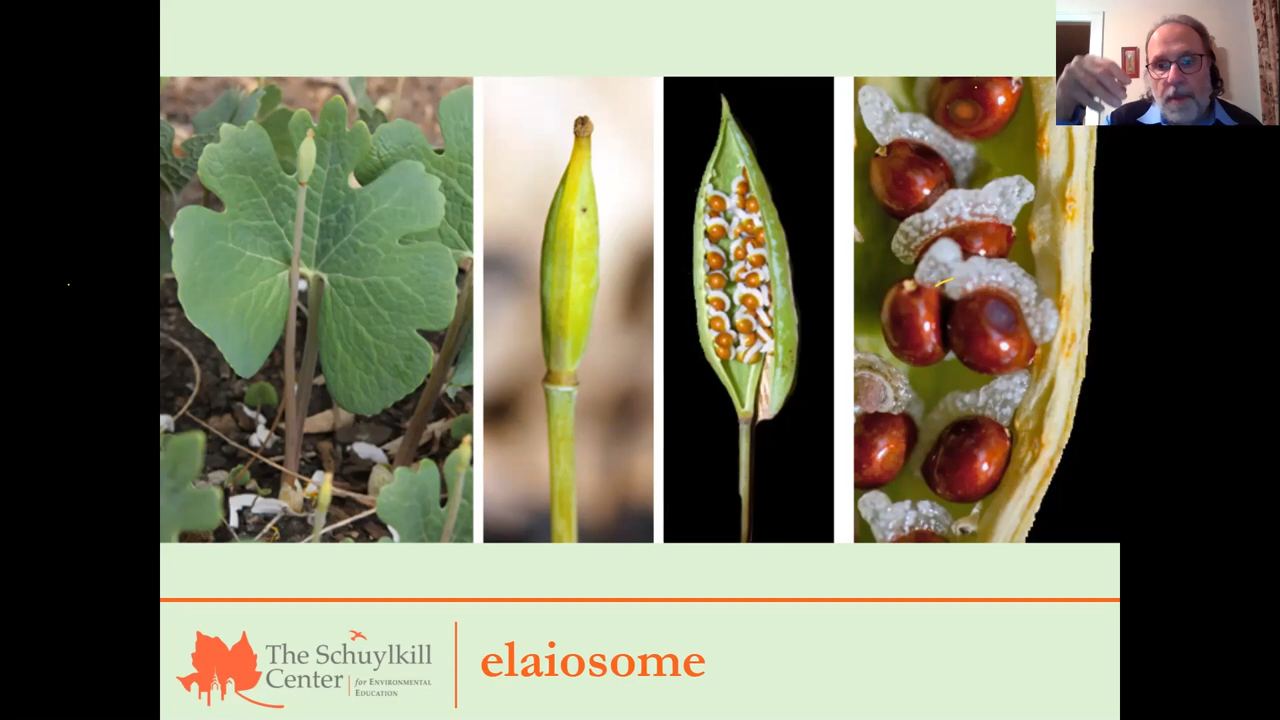 The Schuylkill
Center
for ENVIRONMENTAL
EDUCATION
elaiosome